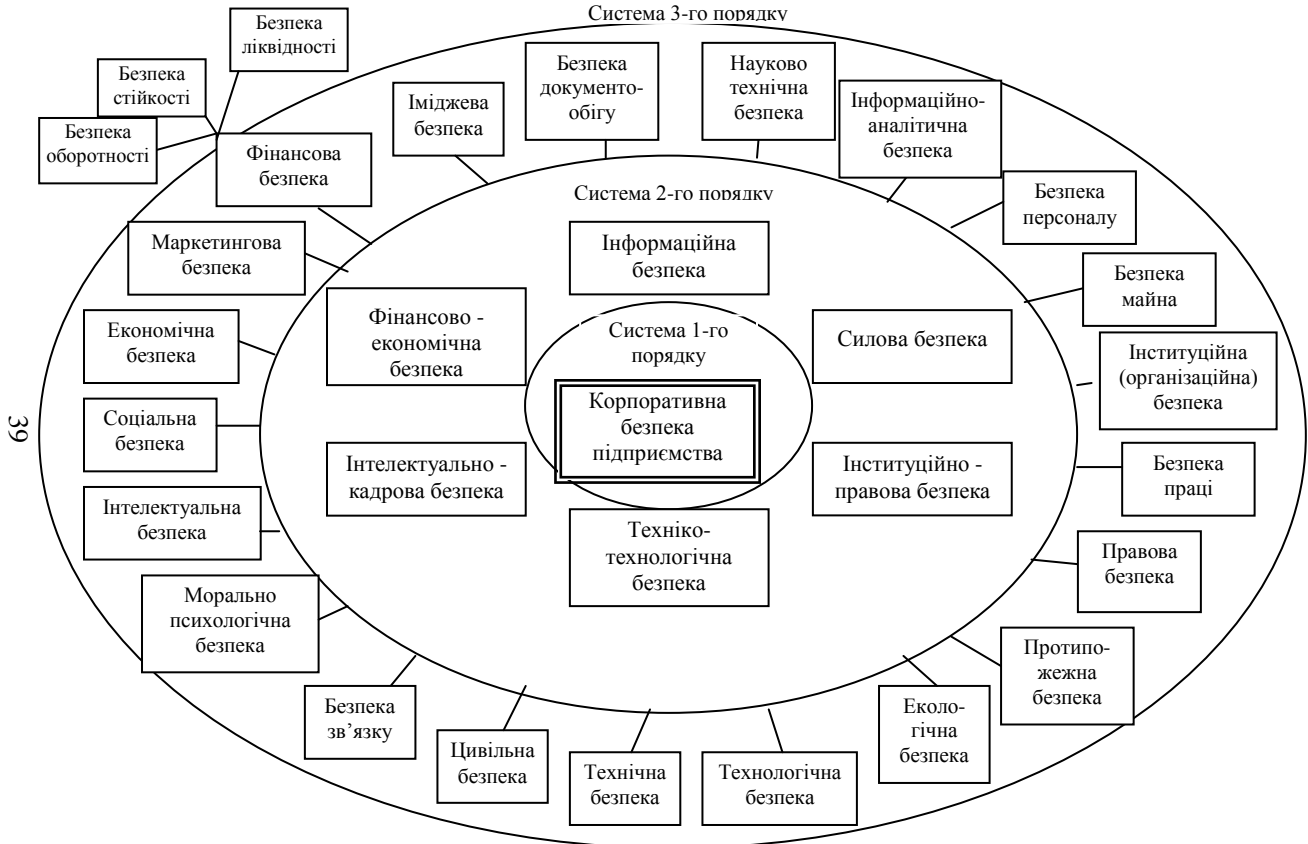 Система 3-го порядку
Безпека
ліквідності
Безпека
стійкості
Безпека
оборотності
Фінансова
безпека
Іміджева
безпека
Безпека
документо-
обігу
Науково
технічна
безпека
Інформаційно-
аналітична
безпека
Безпека
персоналу
Безпека
майна
Інституційна
(організаційна)
безпека
Безпека
праці
Правова
безпека
Протипо-
жежна
безпека
Еколо-
гічна
безпека
Технологічна
безпека
Технічна
безпека
Цивільна
безпека
Безпека
зв’язку
Морально
психологічна
безпека
Інтелектуальна
безпека
Соціальна
безпека
Економічна
безпека
Маркетингова
безпека
Система 2-го порядку
Інформаційна
безпека
Фінансово -
економічна
безпека
Силова безпека
Інтелектуально -
кадрова безпека
Інституційно -
правова безпека
Техніко-
технологічна
безпека
Система 1-го
порядку
Корпоративна
безпека
підприємства
39